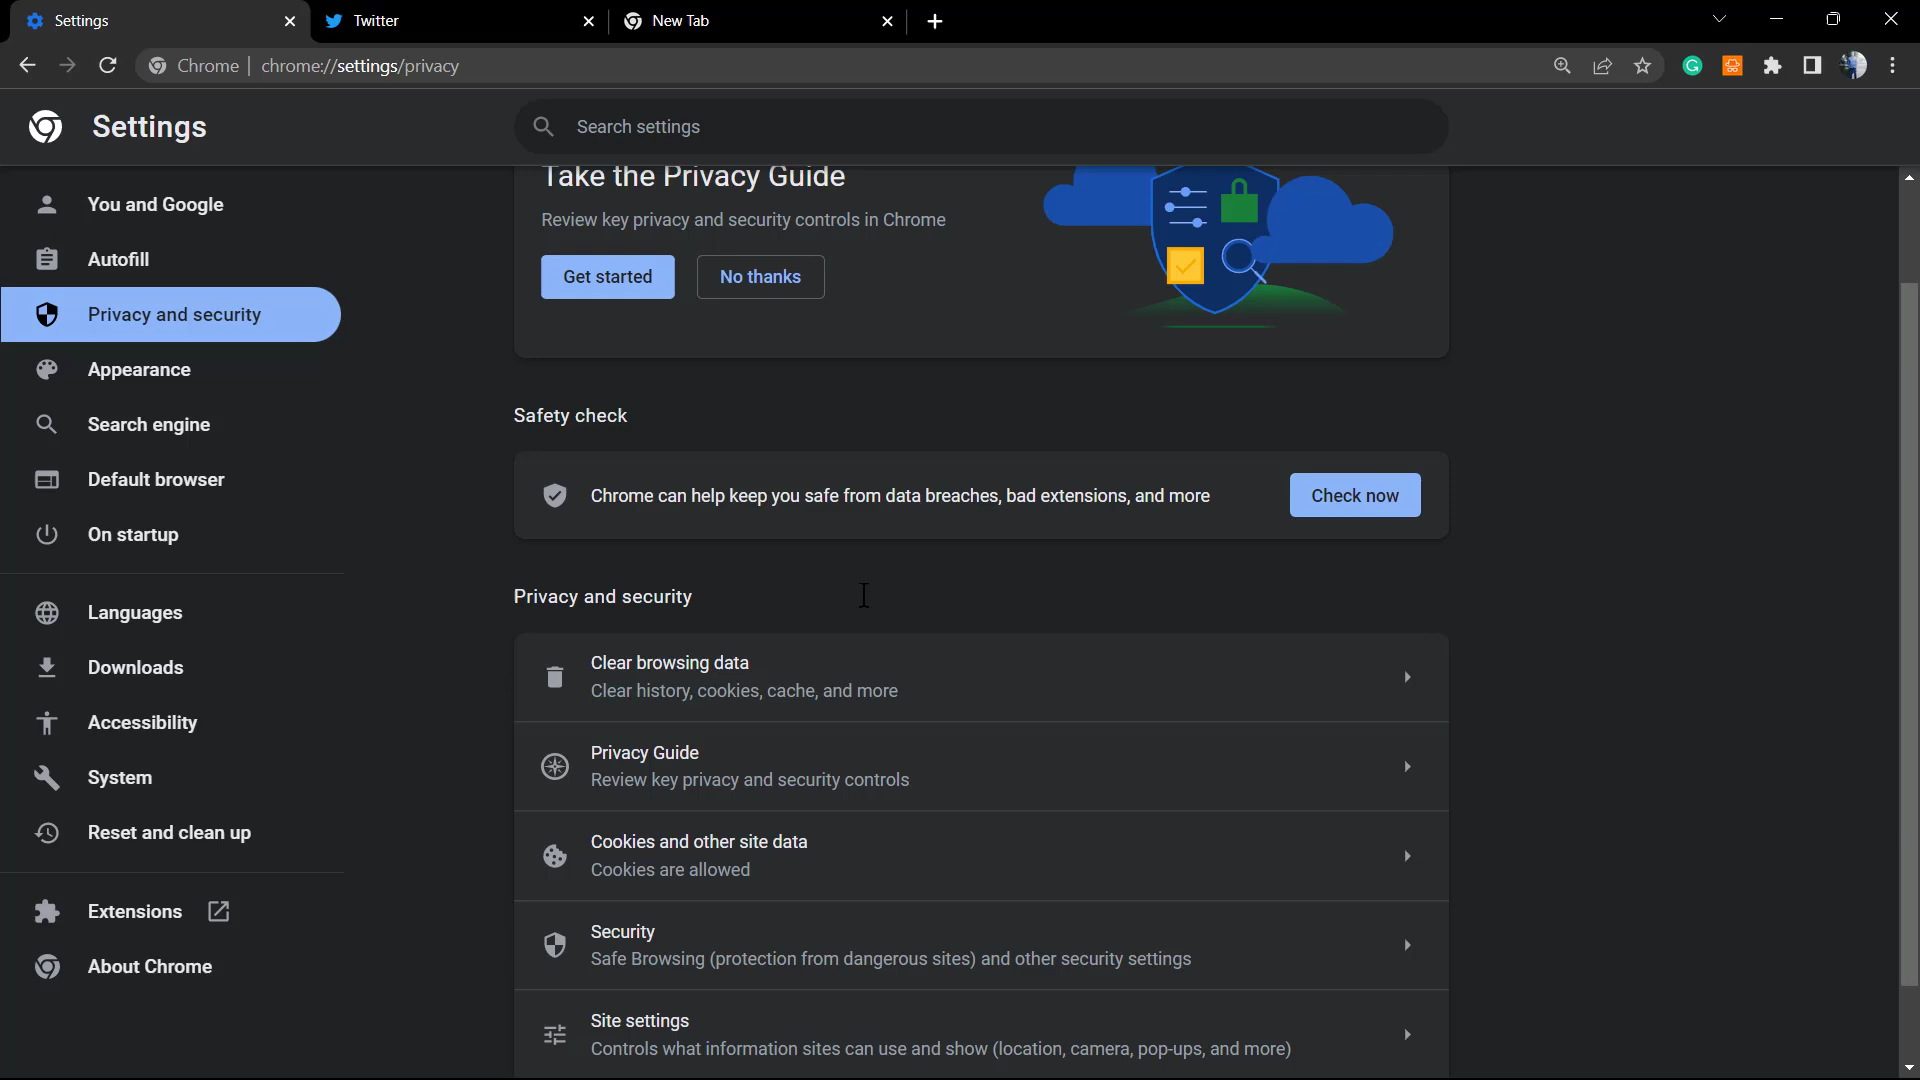 Settings
Twitter
New Tab
Chrome | chrome://settings/privacy
Settings
Search settings
You and Google
Autofill
Privacy and security
Appearance
Search engine
Default browser
On startup
Languages
Downloads
Accessibility
System
Reset and clean up
Extensions
About Chrome
Take the Privacy Guide
Review key privacy and security controls in Chrome
Get started
No thanks
Safety check
Chrome can help keep you safe from data breaches, bad extensions, and more
Check now
Privacy and security
Clear browsing data
Clear history, cookies, cache, and more
Privacy Guide
Review key privacy and security controls
Cookies and other site data
Cookies are allowed
Security
Safe Browsing (protection from dangerous sites) and other security settings
Site settings
Controls what information sites can use and show (location, camera, pop-ups, and more)